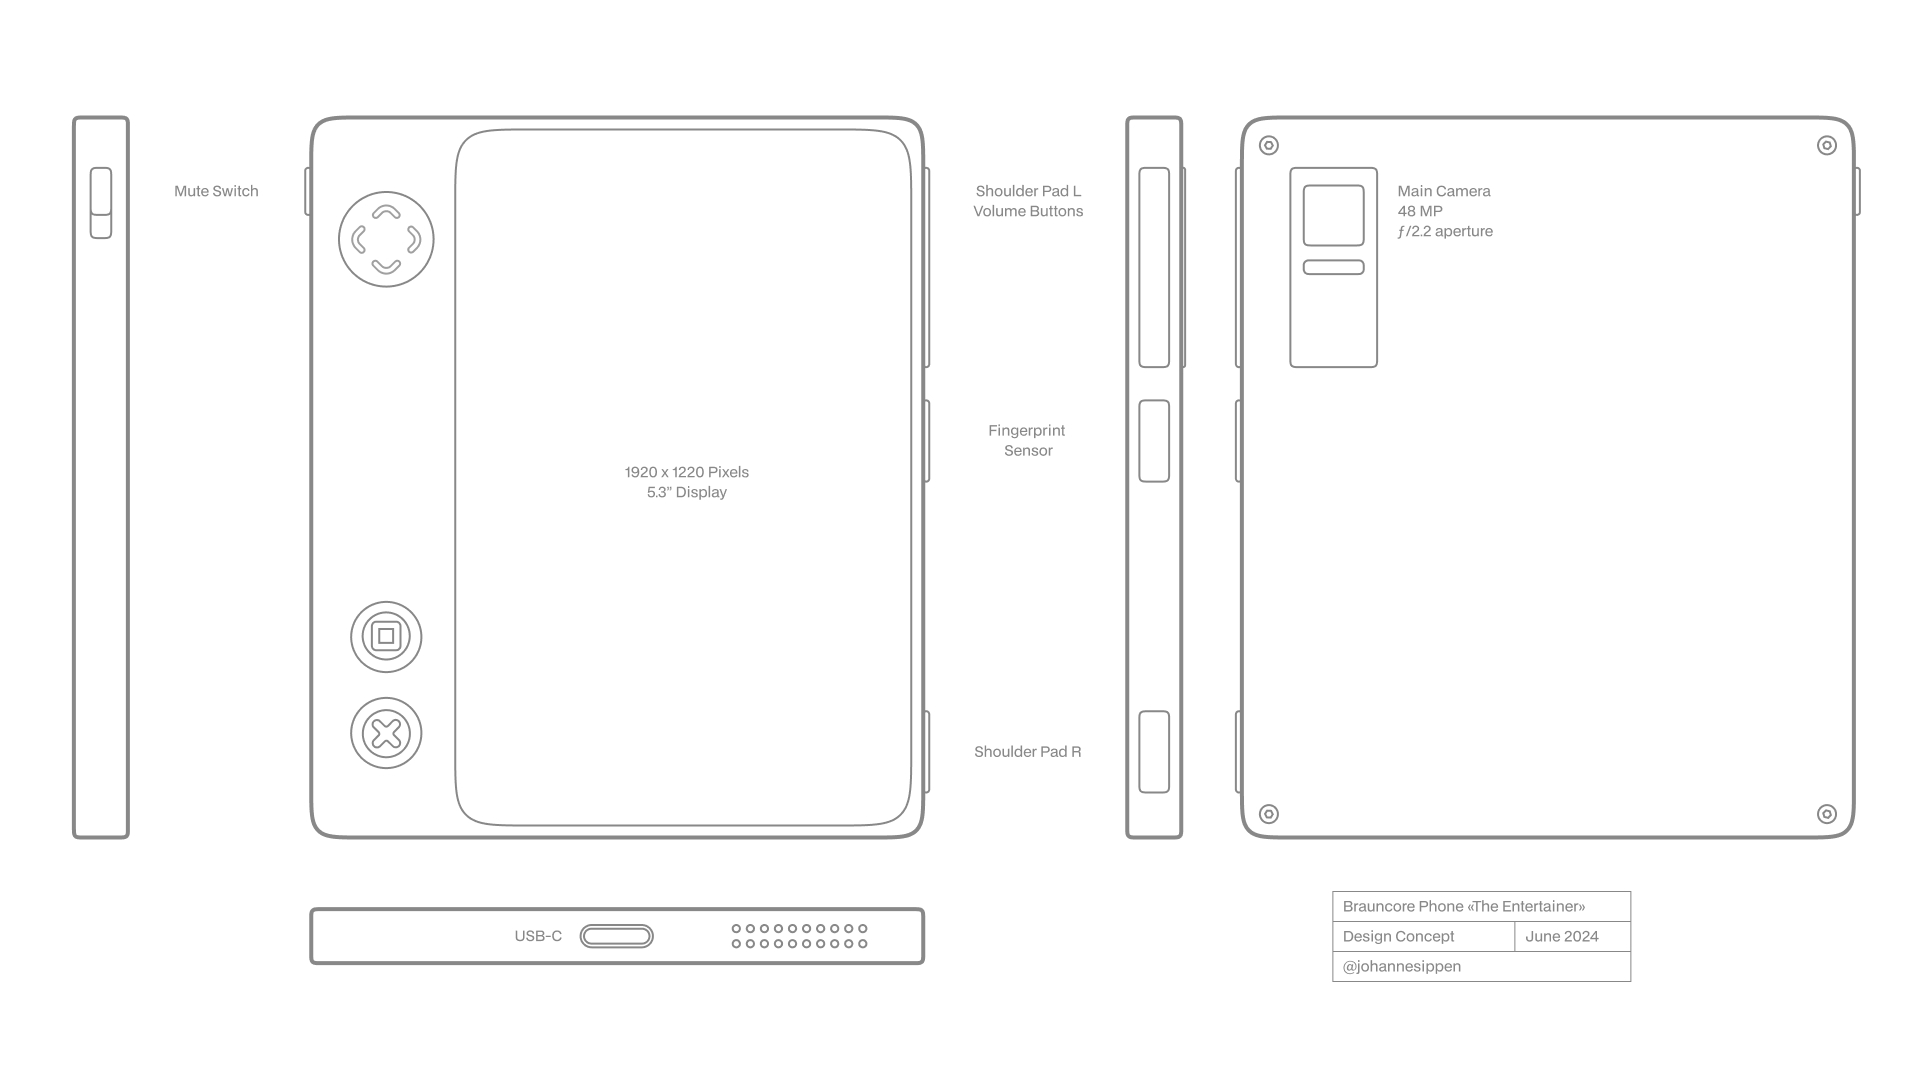 Mute Switch
1920 x 1220 Pixels
5.3” Display
Shoulder Pad L
Volume Buttons
Fingerprint
Sensor
Shoulder Pad R
Main Camera
48 MP
ƒ/2.2 aperture
USB-C
Brauncore Phone «The Entertainer»
Design Concept
June 2024
@johannesippen